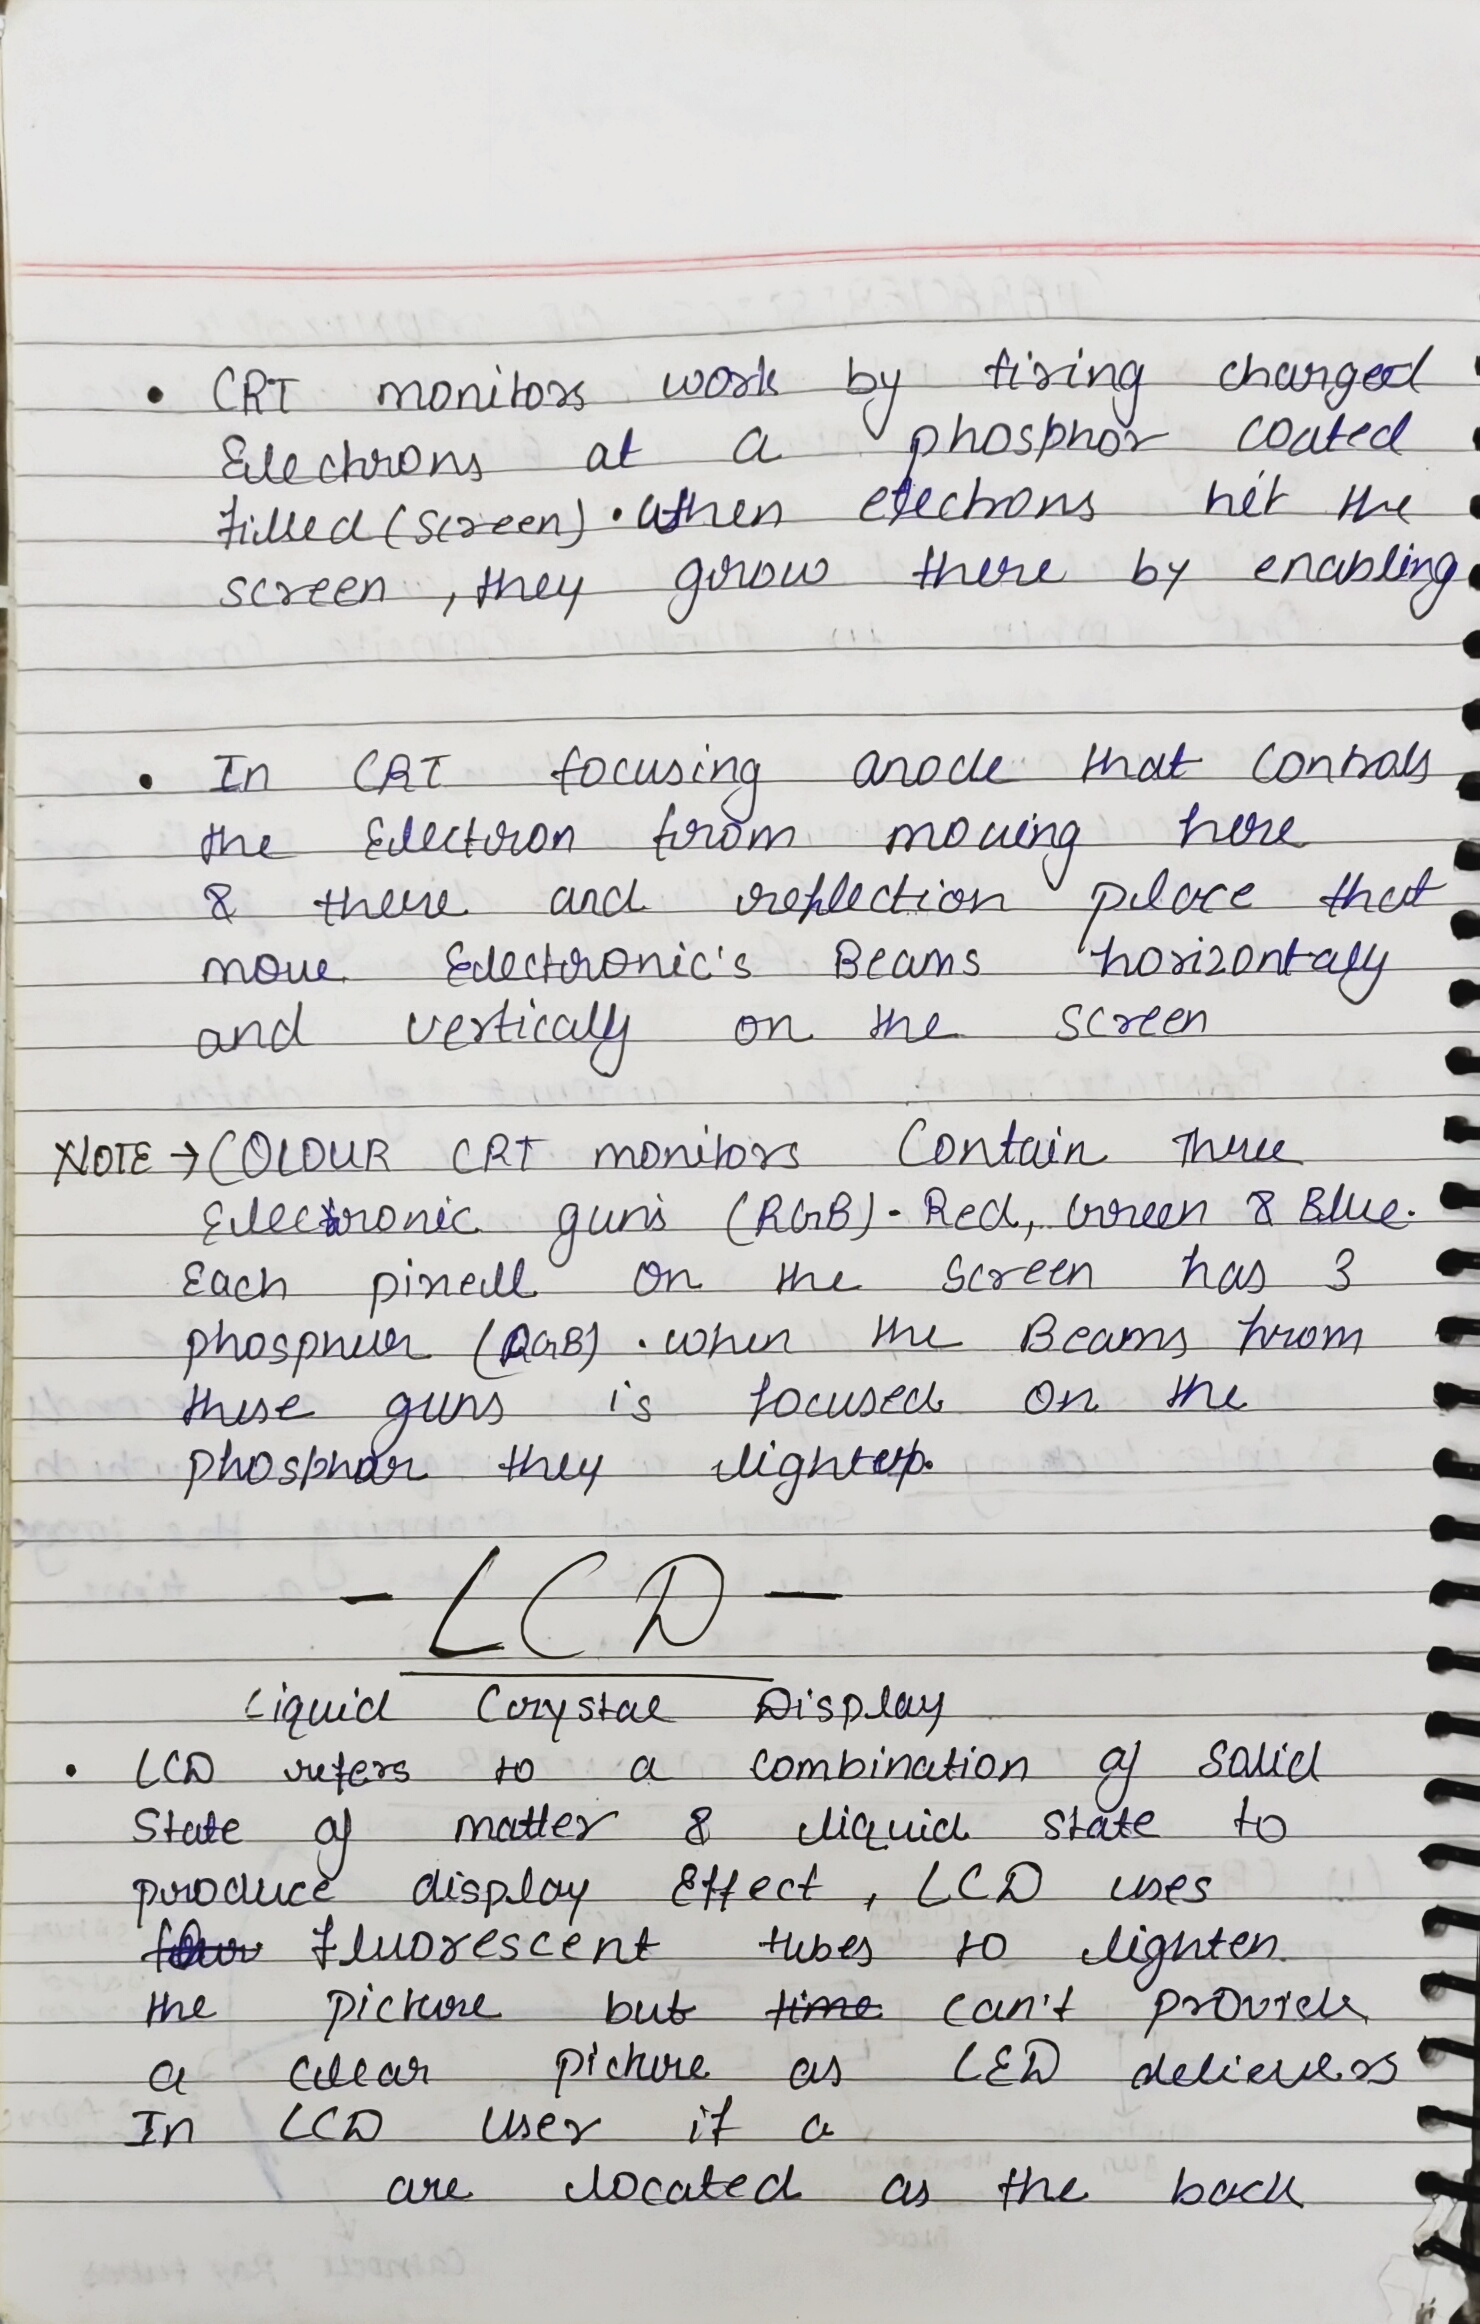 • CRT monitors work by firing charged
Electrons at a phosphor coated
filled (screen) • when electrons hit the
screen, they grow there by enabling
• In CRT focusing anode that controls
the Electron from moving here
& there and reflection place that
move Electronic's Beams horizontaly
and vertically on the screen
NOTE → COLOUR CRT monitors contain three
Electronic guns (RGB) - Red, Green & Blue.
Each pixell on the screen has 3
phospheur (RGB) . when the Beams from
these guns is focused on the
phosphor they lightup.
- LCD -
Liquid Crystal Display
• LCD refers to a combination of solid
State of matter & liquid state to
produce display Effect, LCD uses
fluorescent tubes to lighten
the picture but time can't provide
a clear picture as LED delievers
In LCD user if a
are located as the back